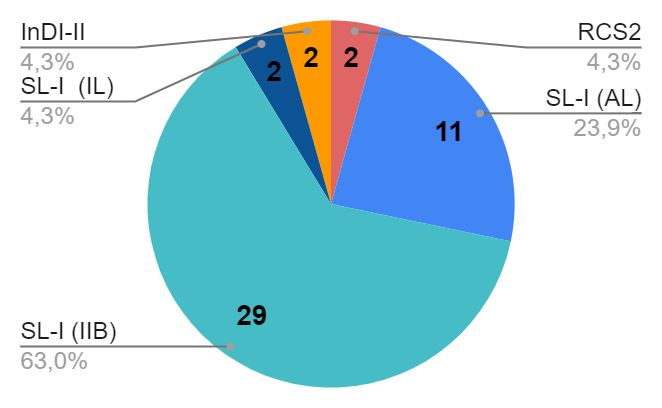 InDI-II
4,3%
SL-I (IL)
4,3%
RCS2
4,3%
SL-I (AL)
23,9%
2
2
2
11
29
SL-I (IIB)
63,0%